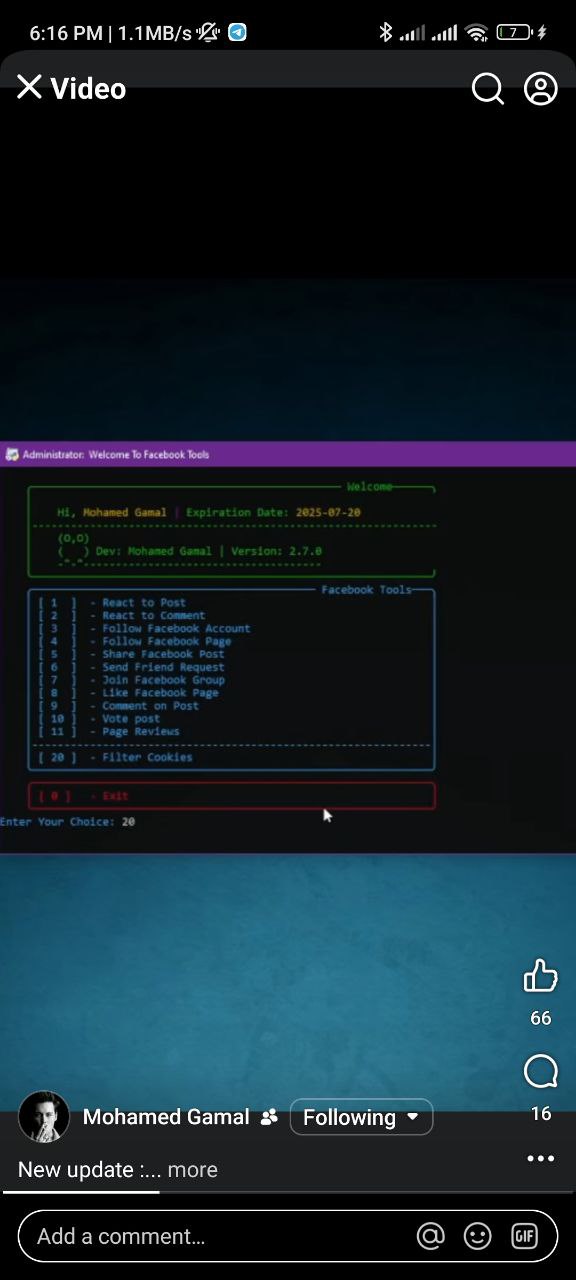 6:16 PM | 1.1MB/s
7
Video
Administrator: Welcome To Facebook Tools
Welcome
Hi, Mohamed Gamal | Expiration Date: 2025-07-20
(O,O)
(   ) Dev: Mohamed Gamal | Version: 2.7.0
-"-"-
Facebook Tools
[ 1 ] - React to Post
[ 2 ] - React to Comment
[ 3 ] - Follow Facebook Account
[ 4 ] - Follow Facebook Page
[ 5 ] - Share Facebook Post
[ 6 ] - Send Friend Request
[ 7 ] - Join Facebook Group
[ 8 ] - Like Facebook Page
[ 9 ] - Comment on Post
[ 10 ] - Vote post
[ 11 ] - Page Reviews
[ 20 ] - Filter Cookies
[ 0 ] - Exit
Enter Your Choice: 20
66
16
Mohamed Gamal
Following
New update :... more
Add a comment...
GIF